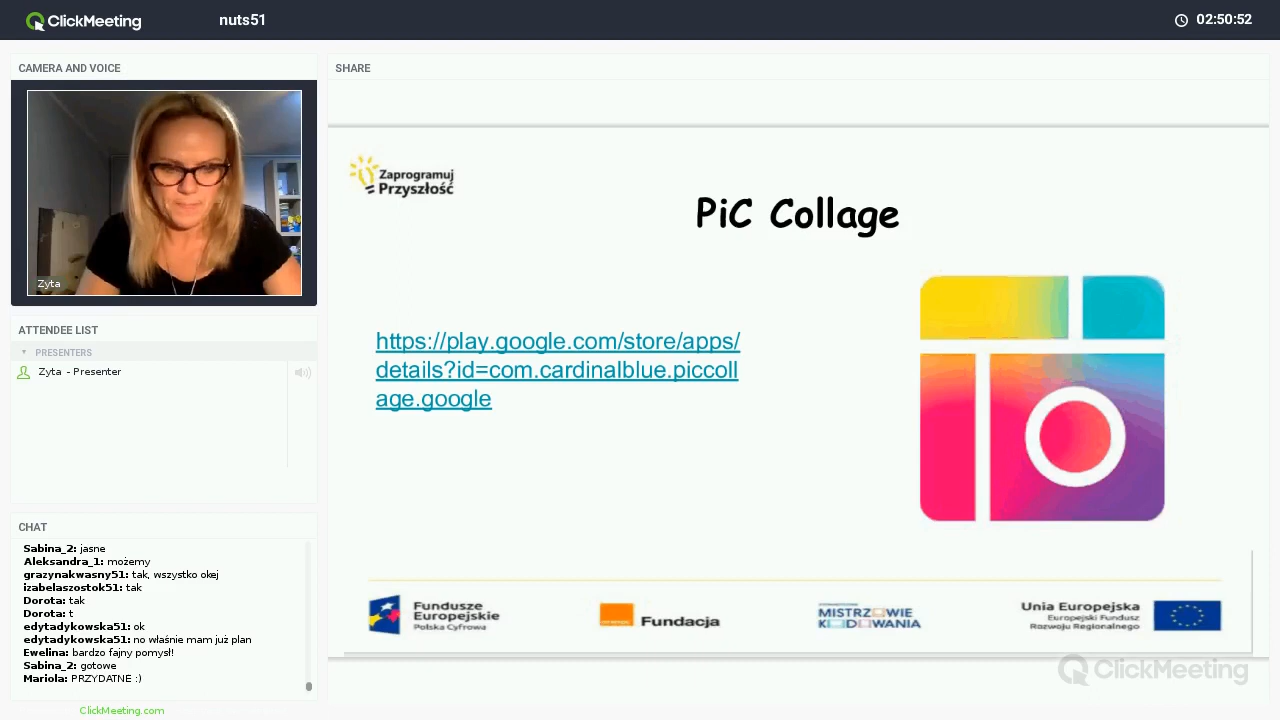 ClickMeeting
nuts51
02:50:52
CAMERA AND VOICE
Zyta
ATTENDEE LIST
PRESENTERS
Zyta - Presenter
CHAT
Sabina_2: jasne
Aleksandra_1: możemy
grazynakwasny51: tak, wszystko okej
izabelaszostok51: tak
Dorota: tak
Dorota: t
edytadykowska51: ok
edytadykowska51: no właśnie mam już plan
Ewelina: bardzo fajny pomysł!
Sabina_2: gotowe
Mariola: PRZYDATNE :)
ClickMeeting.com
SHARE
Zaprogramuj
Przyszłość
PiC Collage
https://play.google.com/store/apps/
details?id=com.cardinalblue.piccoll
age.google
Fundusze
Europejskie
Polska Cyfrowa
Fundacja
MISTRZOWIE
KODOWANIA
Unia Europejska
Europejski Fundusz
Rozwoju Regionalnego
ClickMeeting